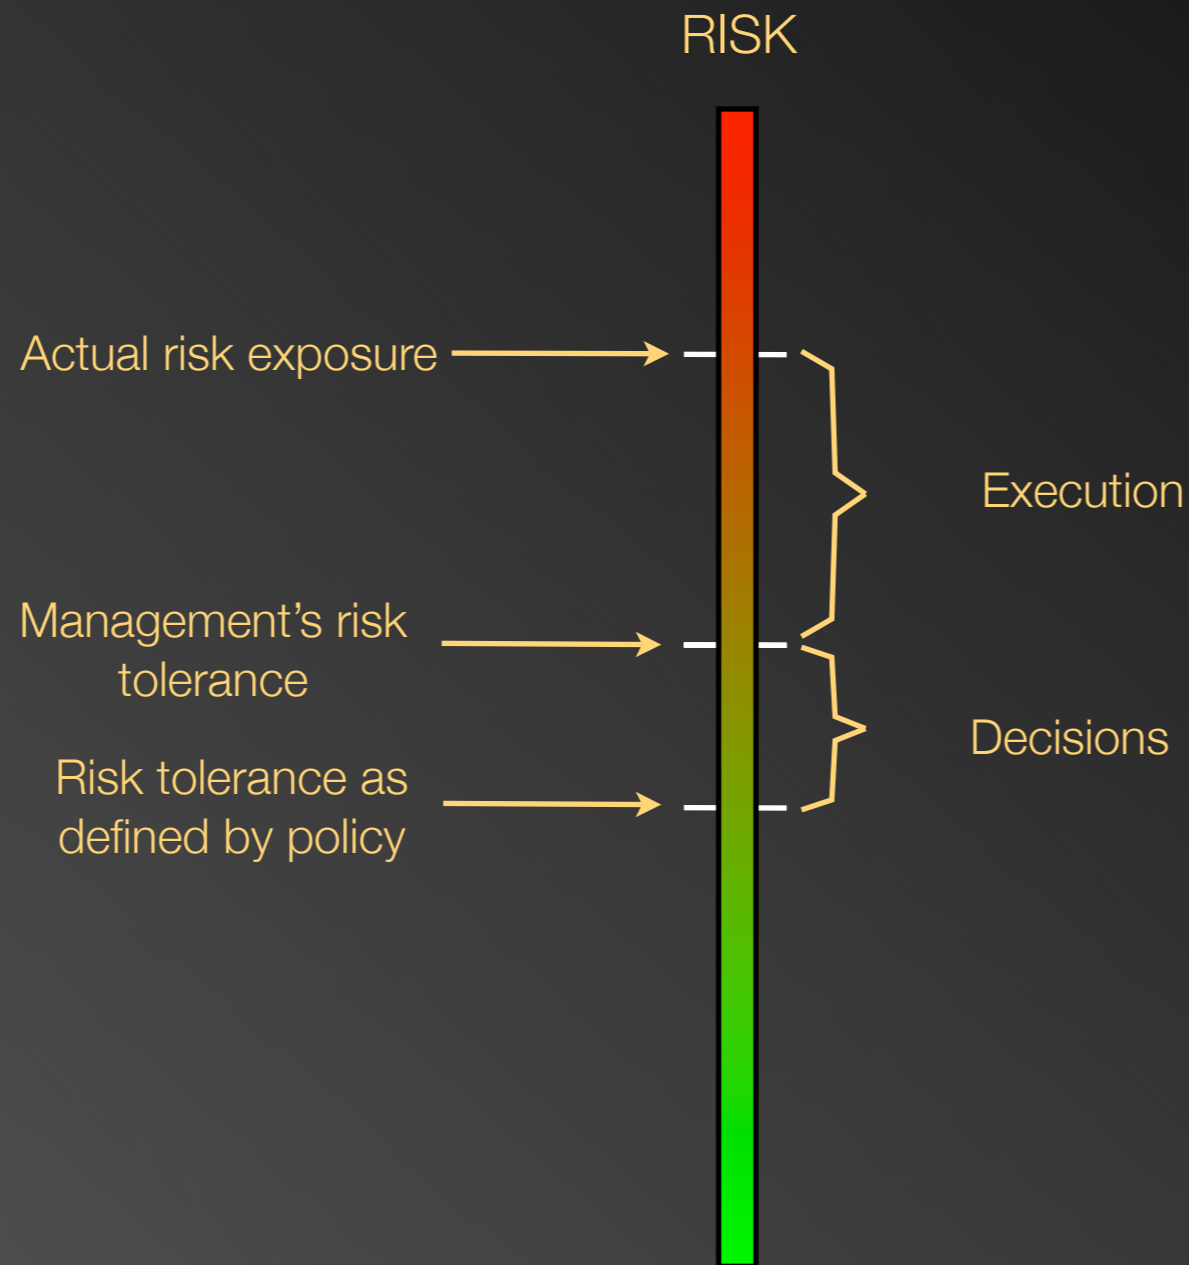 RISK
Actual risk exposure
Execution
Management’s risk
tolerance
Decisions
Risk tolerance as
defined by policy